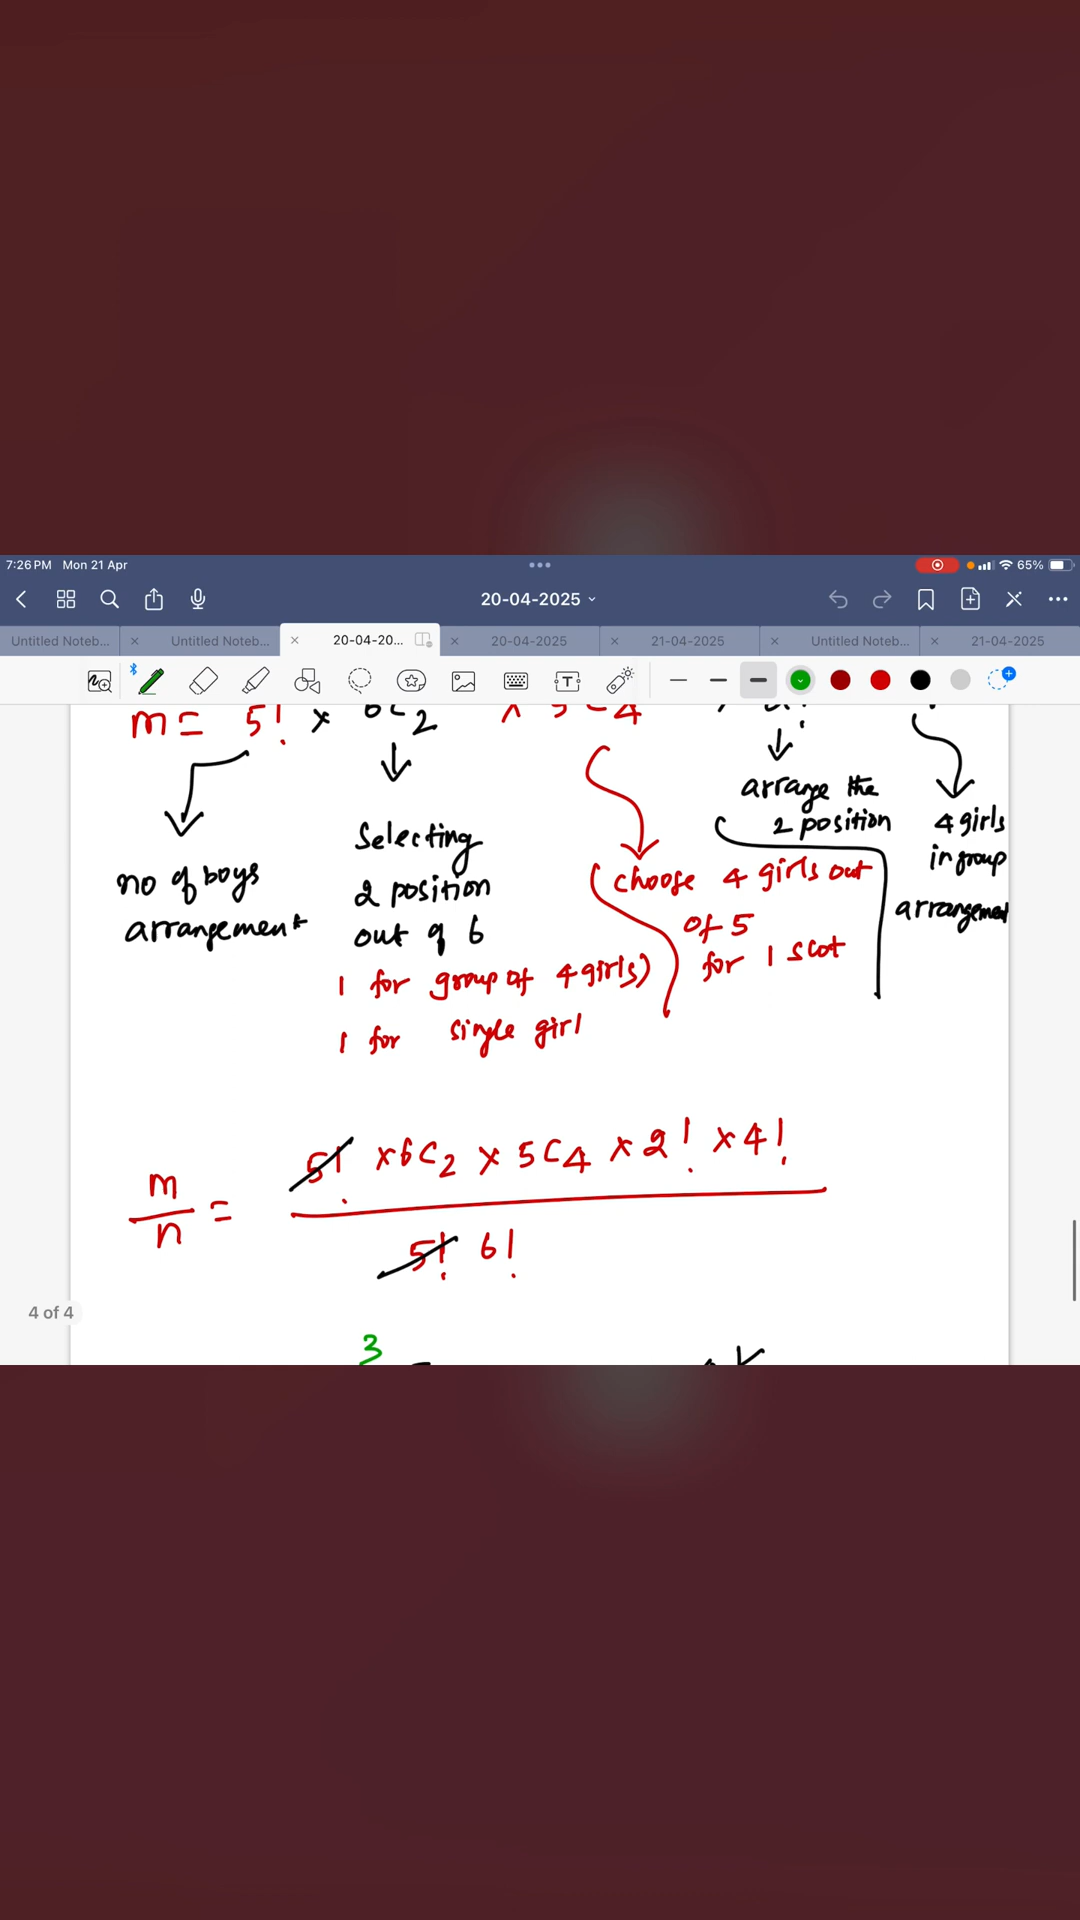 7:26 PM Mon 21 Apr
65%
20-04-2025
Untitled Noteb... Untitled Noteb... 20-04-20... 20-04-2025 21-04-2025 Untitled Noteb... 21-04-2025
m = 5! x 6C2 x 5C4
arrange the
2 position
4 girls
in group
arrangement
Selecting
2 position
out of 6
no of boys
arrangement
(choose 4 girls out
of 5
for 1 slot
1 for group of 4 girls)
1 for single girl
m/n = 5! x 6C2 x 5C4 x 2! x 4!
5! 6!
4 of 4
3